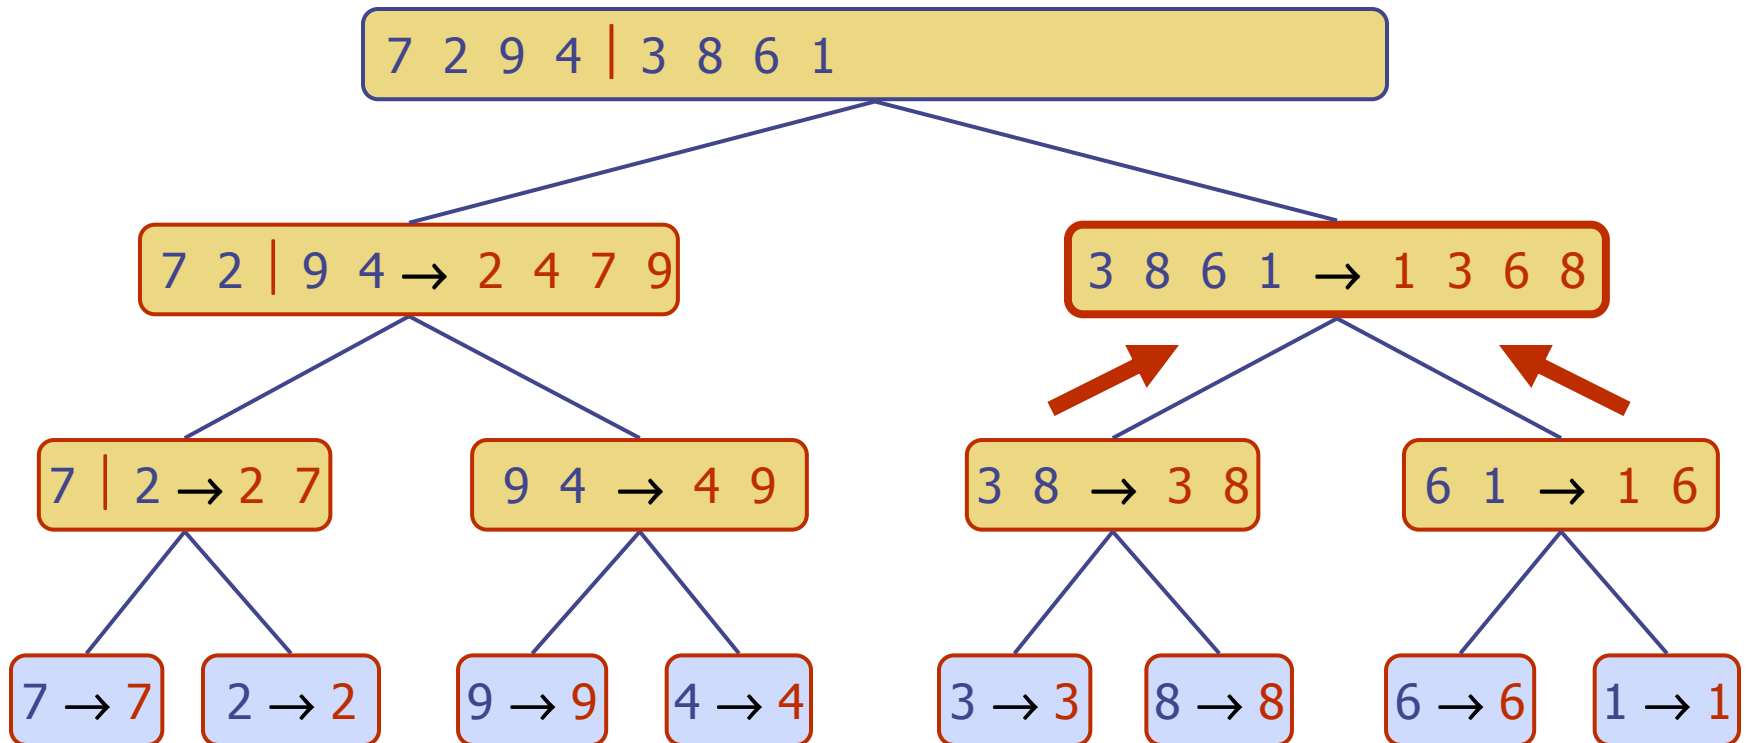 7 2 9 4 | 3 8 6 1
7 2 | 9 4 → 2 4 7 9
3 8 6 1 → 1 3 6 8
7 | 2 → 2 7
9 4 → 4 9
3 8 → 3 8
6 1 → 1 6
7 → 7
2 → 2
9 → 9
4 → 4
3 → 3
8 → 8
6 → 6
1 → 1